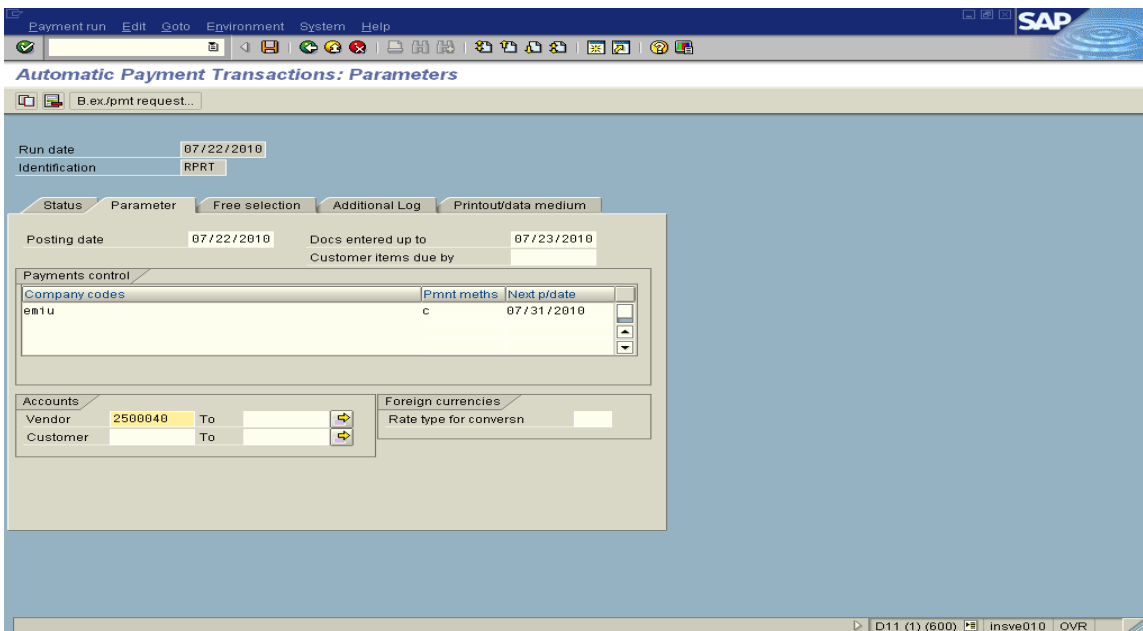 Payment run Edit Goto Environment System Help
SAP
Automatic Payment Transactions: Parameters
B.ex./pmt request...
Run date 07/22/2010
Identification RPRT
Status Parameter Free selection Additional Log Printout/data medium
Posting date 07/22/2010 Docs entered up to 07/23/2010
Customer items due by
Payments control
Company codes Pmnt meths Next p/date
em1u c 07/31/2010
Accounts Foreign currencies
Vendor 2500040 To Rate type for conversn
Customer To
D11 (1) (600) insve010 OVR